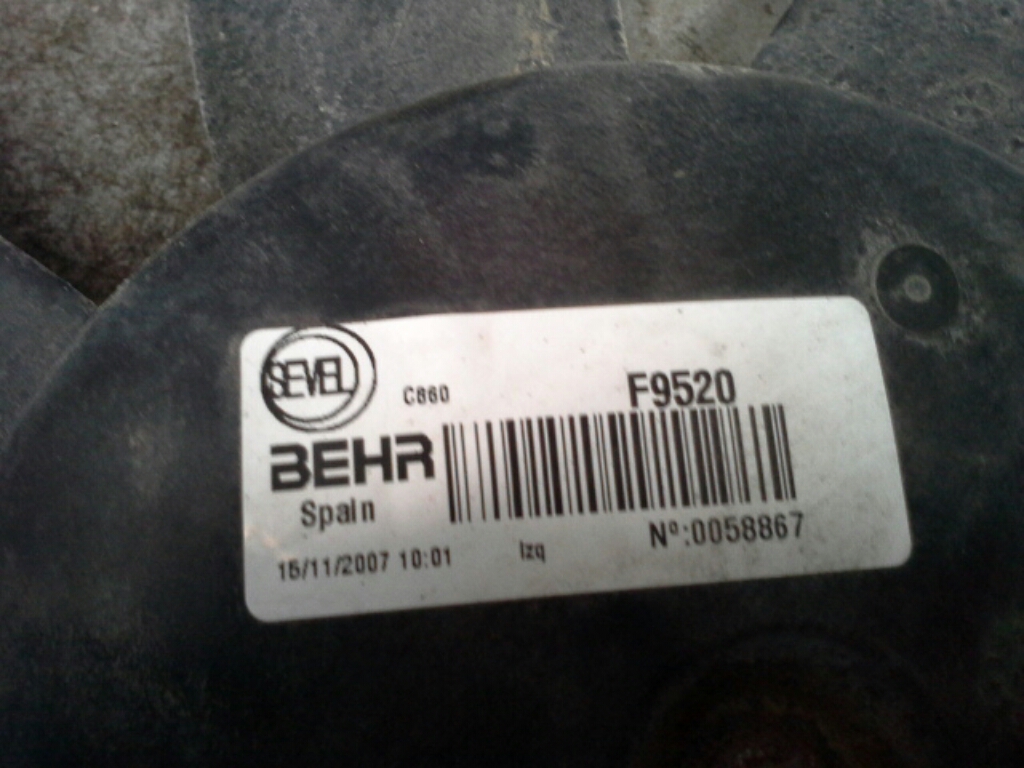 SEVEL
C860
F9520
BEHR
Spain
Nº:0058867
15/11/2007 10:01
Izq